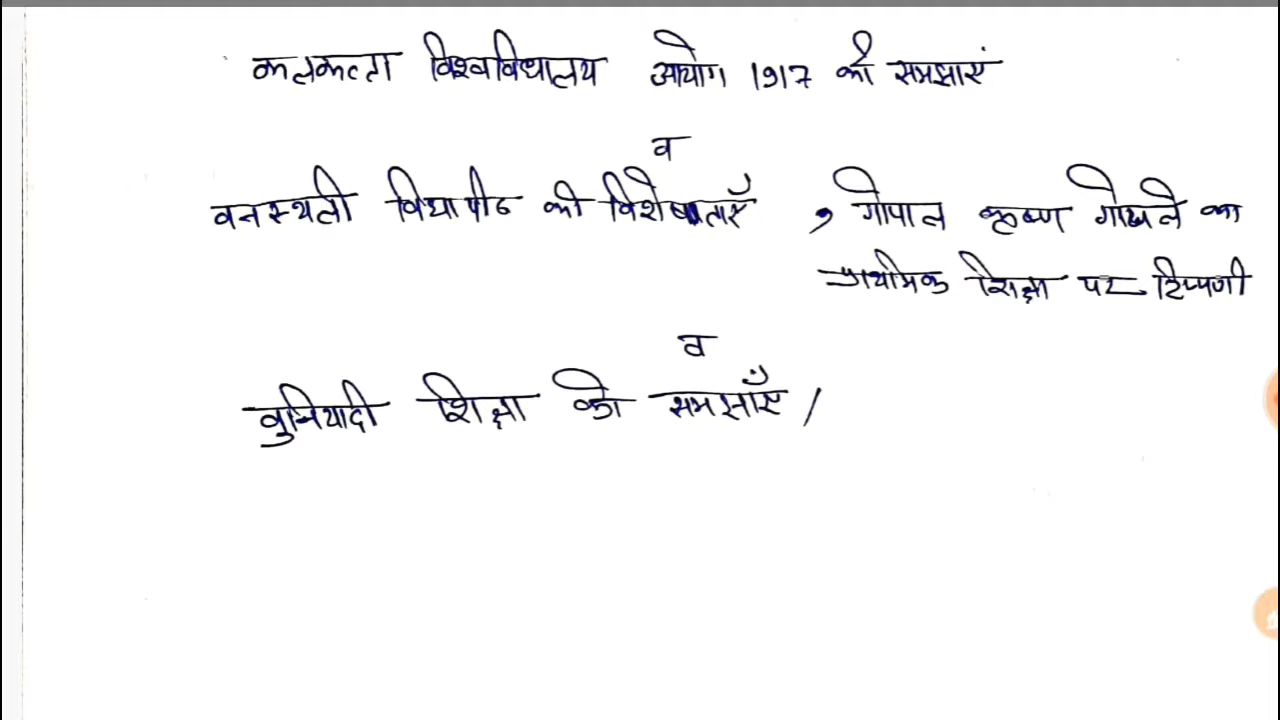 कलकत्ता विश्वविधालय आयोग 1917 की समस्याएं
व
वनस्थली विधापीठ की विशेषताएँ , गोपाल कृष्ण गोखले का
प्राथमिक शिक्षा पर टिप्पणी
व
बुनियादी शिक्षा की समस्याएँ /